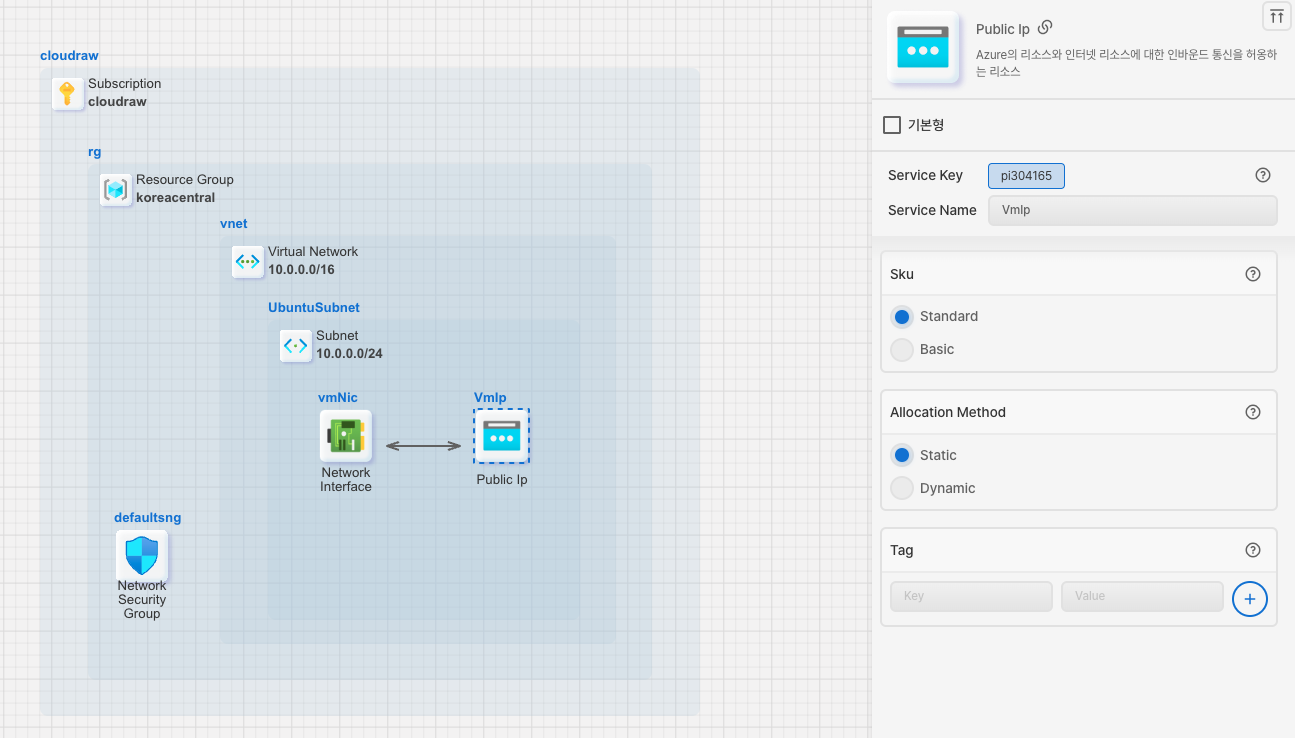 cloudraw
Subscription
cloudraw
rg
Resource Group
koreacentral
vnet
Virtual Network
10.0.0.0/16
UbuntuSubnet
Subnet
10.0.0.0/24
vmNic
Network
Interface
VmIp
Public Ip
defaultsng
Network
Security
Group
Public Ip
Azure의 리소스와 인터넷 리소스에 대한 인바운드 통신을 허용하
는 리소스
기본형
Service Key
pi304165
Service Name
VmIp
Sku
Standard
Basic
Allocation Method
Static
Dynamic
Tag
Key
Value